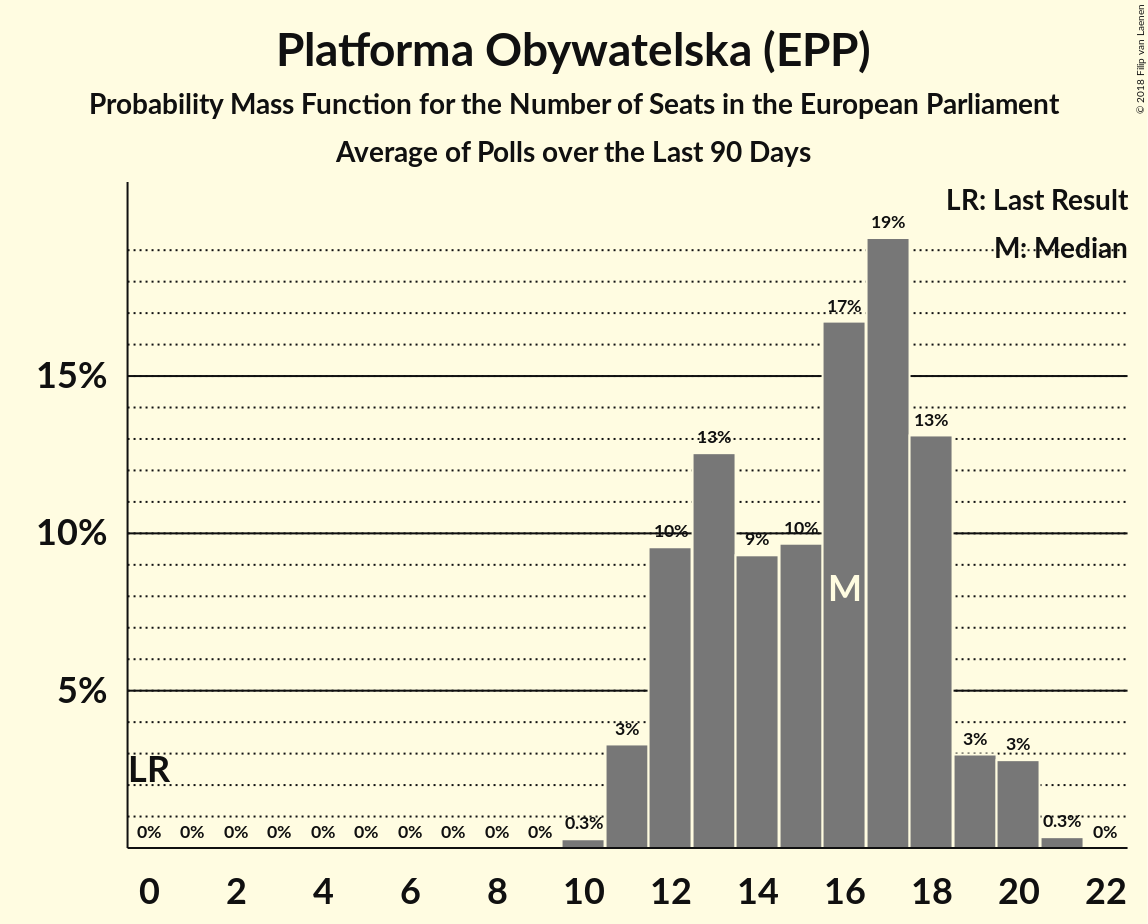 Platforma Obywatelska (EPP)
Probability Mass Function for the Number of Seats in the European Parliament
Average of Polls over the Last 90 Days
© 2018 Filip van Laenen
LR: Last Result
M: Median
19%
17%
15%
13%
13%
10%
10%
9%
10%
M
5%
3%
3%
3%
LR
0%
0%
0%
0%
0%
0%
0%
0%
0%
0%
0.3%
0.3%
0%
0 2 4 6 8 10 12 14 16 18 20 22